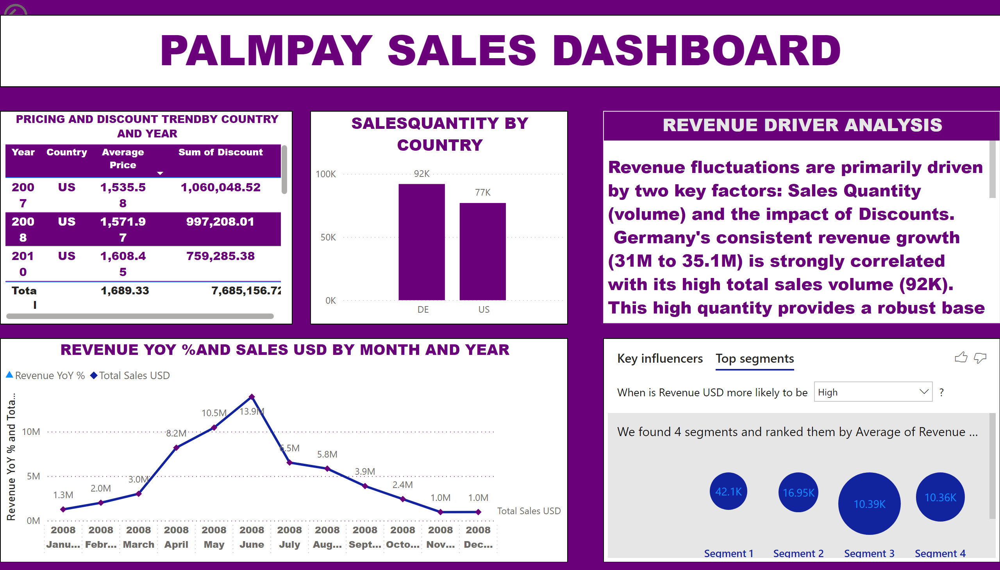 PALMPAY SALES DASHBOARD
PRICING AND DISCOUNT TRENDBY COUNTRY
AND YEAR
Year Country Average Price Sum of Discount
2007 US 1,535.58 1,060,048.52
2008 US 1,571.97 997,208.01
2010 US 1,608.45 759,285.38
Total 1,689.33 7,685,156.72
SALESQUANTITY BY
COUNTRY
100K
92K
77K
50K
0K
DE US
REVENUE DRIVER ANALYSIS
Revenue fluctuations are primarily driven
by two key factors: Sales Quantity
(volume) and the impact of Discounts.
Germany's consistent revenue growth
(31M to 35.1M) is strongly correlated
with its high total sales volume (92K).
This high quantity provides a robust base
REVENUE YOY %AND SALES USD BY MONTH AND YEAR
Revenue YoY % Total Sales USD
Revenue YoY % and Tota...
10M
5M
0M
1.3M 2.0M 3.0M 8.2M 10.5M 13.9M 6.5M 5.8M 3.9M 2.4M 1.0M 1.0M
Total Sales USD
2008 2008 2008 2008 2008 2008 2008 2008 2008 2008 2008 2008
Janu... Febr... March April May June July Aug... Sept... Octo... Nov... Dec...
Key influencers Top segments
When is Revenue USD more likely to be High ?
We found 4 segments and ranked them by Average of Revenue ...
42.1K 16.95K 10.39K 10.36K
Segment 1 Segment 2 Segment 3 Segment 4